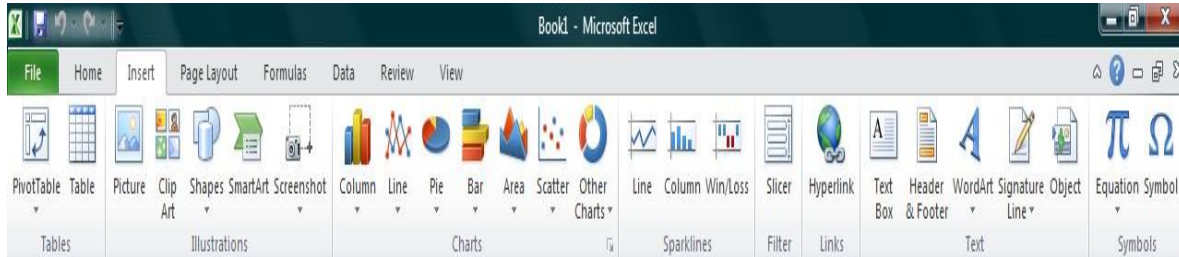 Book1 - Microsoft Excel
File Home Insert Page Layout Formulas Data Review View
PivotTable Table Picture Clip Art Shapes SmartArt Screenshot Column Line Pie Bar Area Scatter Other Charts Line Column Win/Loss Slicer Hyperlink Text Box Header & Footer WordArt Signature Line Object Equation Symbol
Tables Illustrations Charts Sparklines Filter Links Text Symbols